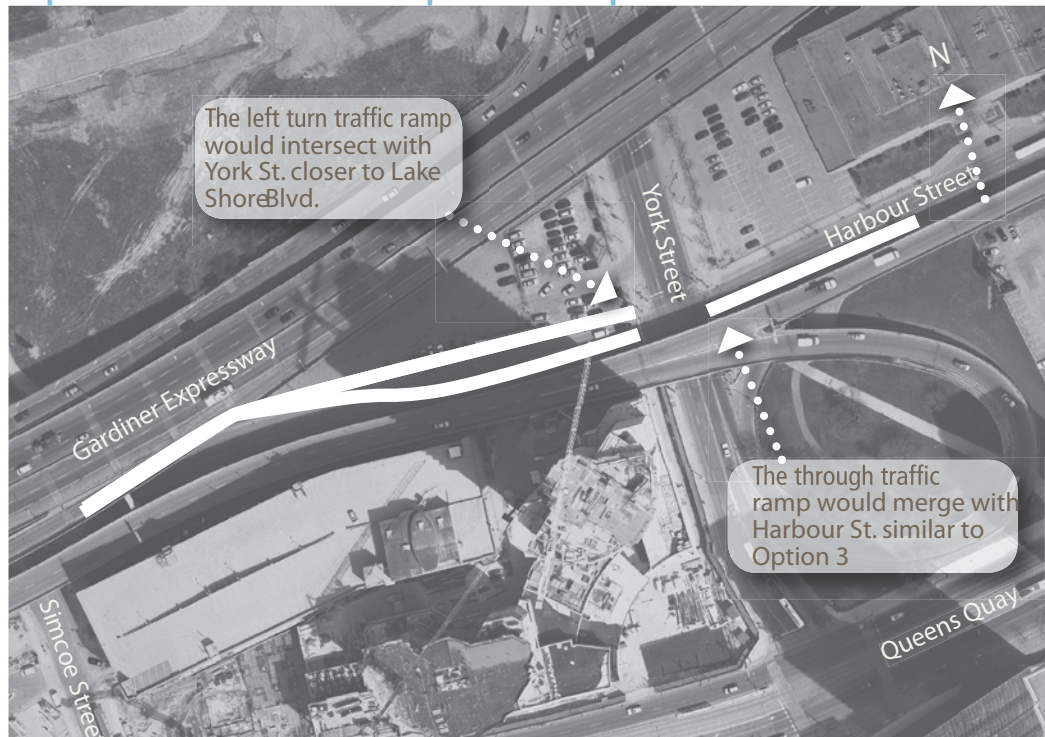 N
The left turn traffic ramp
would intersect with
York St. closer to Lake
ShoreBlvd.
York Street
Harbour Street
Gardiner Expressway
The through traffic
ramp would merge with
Harbour St. similar to
Option 3
Simcoe Street
Queens Quay